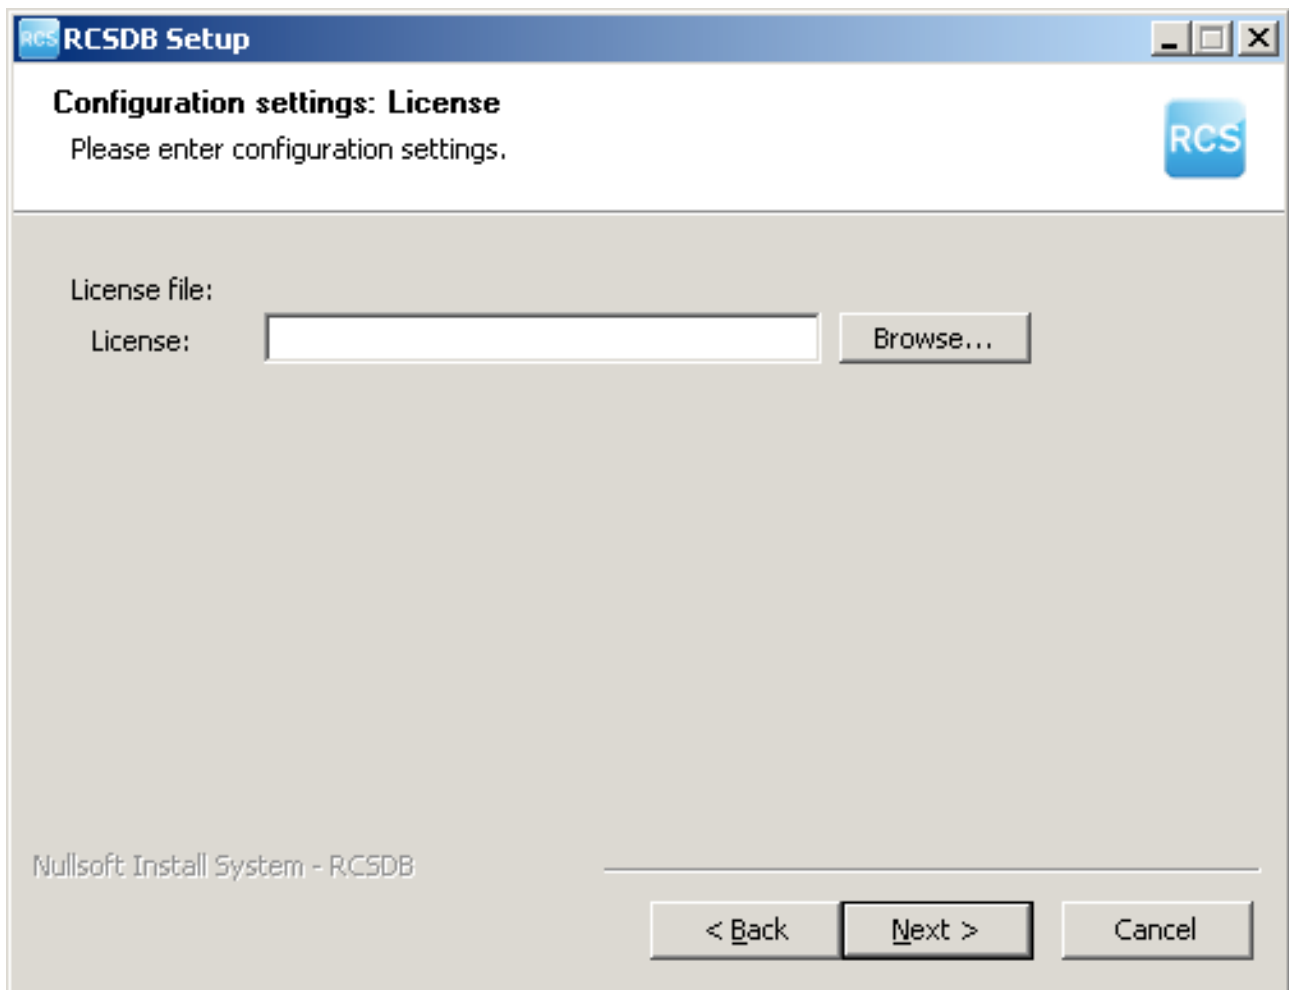 RCS RCSDB Setup
Configuration settings: License
Please enter configuration settings.
RCS
License file:
License:
Browse...
Nullsoft Install System - RCSDB
< Back
Next >
Cancel